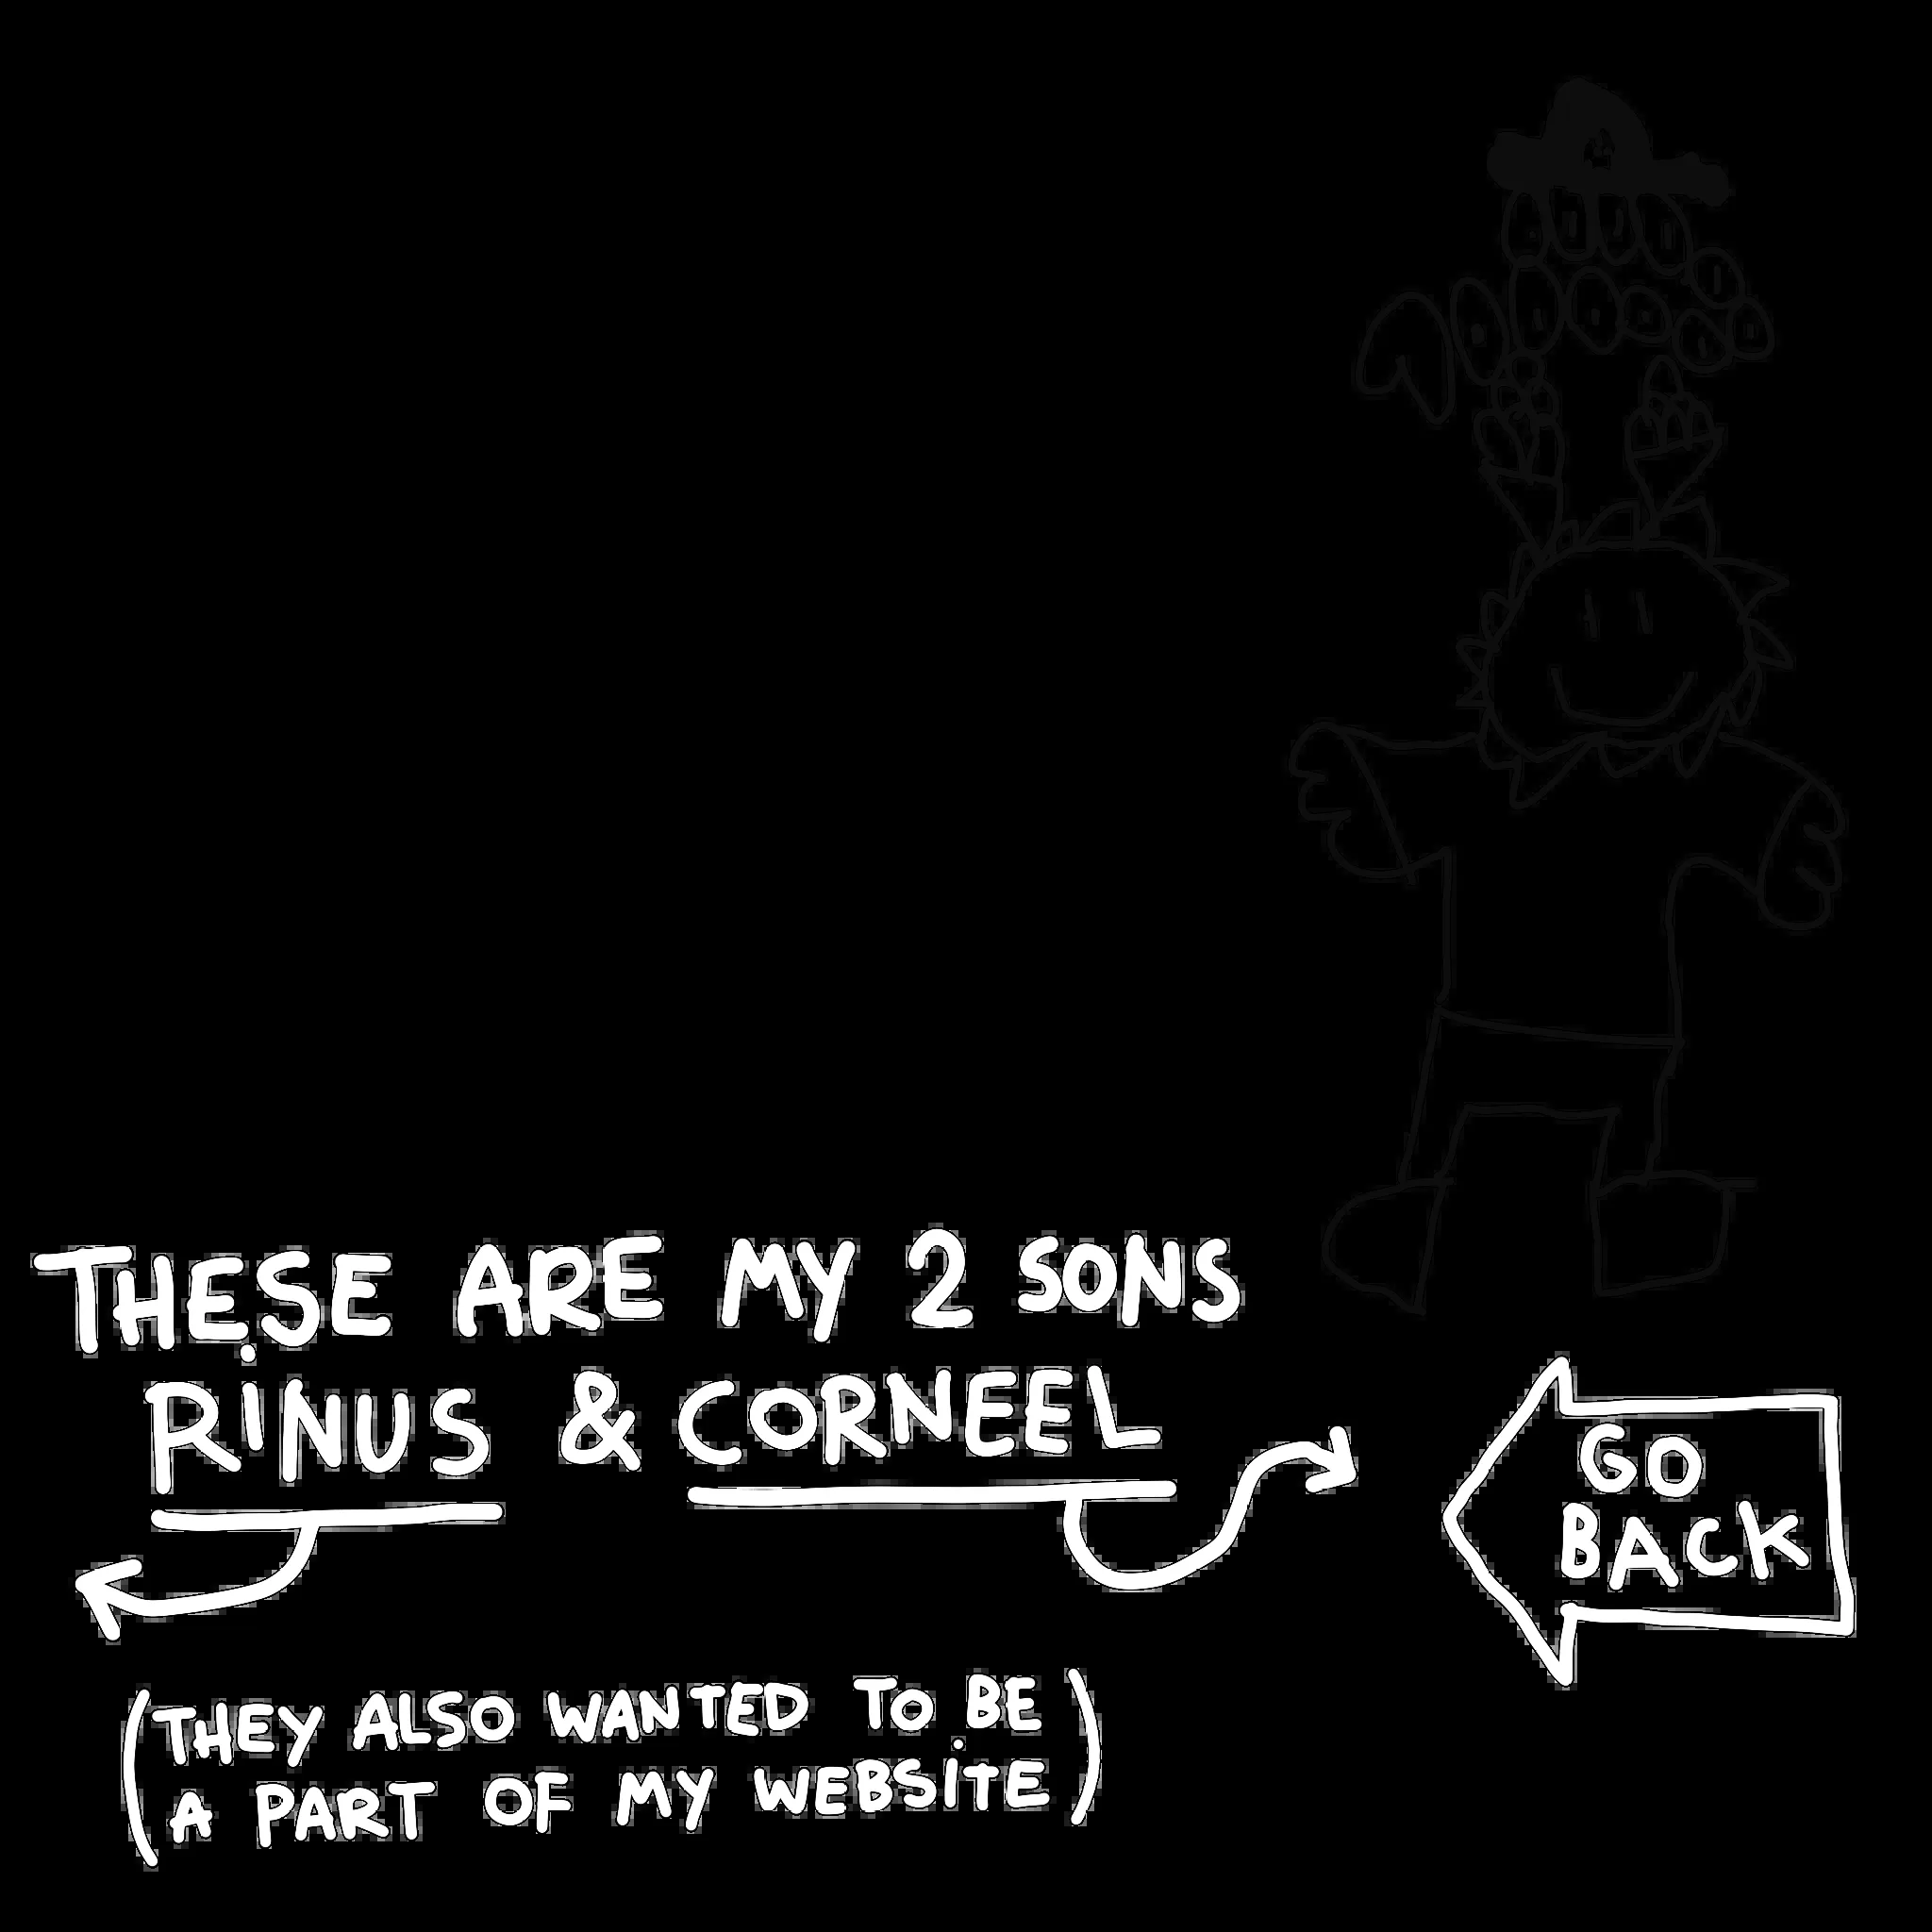 THESE ARE MY 2 SONS
RINUS & CORNEEL
GO
BACK
(THEY ALSO WANTED TO BE
A PART OF MY WEBSITE)